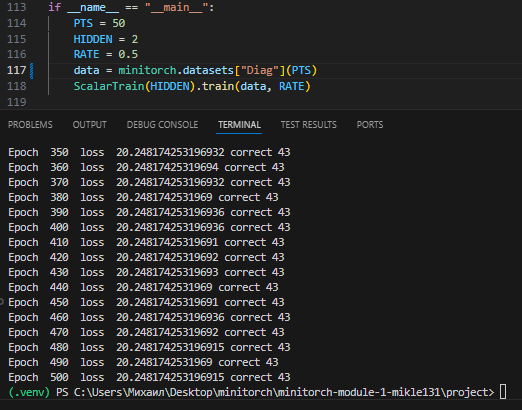 113 if __name__ == "__main__":
114 PTS = 50
115 HIDDEN = 2
116 RATE = 0.5
117 data = minitorch.datasets["Diag"](PTS)
118 ScalarTrain(HIDDEN).train(data, RATE)
119
PROBLEMS OUTPUT DEBUG CONSOLE TERMINAL TEST RESULTS PORTS
Epoch 350 loss 20.248174253196932 correct 43
Epoch 360 loss 20.24817425319694 correct 43
Epoch 370 loss 20.248174253196932 correct 43
Epoch 380 loss 20.2481742531969 correct 43
Epoch 390 loss 20.248174253196936 correct 43
Epoch 400 loss 20.248174253196936 correct 43
Epoch 410 loss 20.24817425319691 correct 43
Epoch 420 loss 20.24817425319692 correct 43
Epoch 430 loss 20.24817425319693 correct 43
Epoch 440 loss 20.2481742531969 correct 43
Epoch 450 loss 20.24817425319691 correct 43
Epoch 460 loss 20.248174253196936 correct 43
Epoch 470 loss 20.24817425319692 correct 43
Epoch 480 loss 20.248174253196915 correct 43
Epoch 490 loss 20.2481742531969 correct 43
Epoch 500 loss 20.248174253196915 correct 43
(.venv) PS C:\Users\Михаил\Desktop\minitorch\minitorch-module-1-mikle131\project>